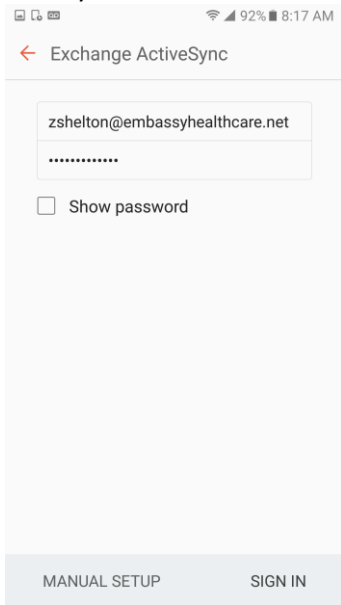 92% 8:17 AM
← Exchange ActiveSync
zshelton@embassyhealthcare.net
•••••••••••••
Show password
MANUAL SETUP SIGN IN